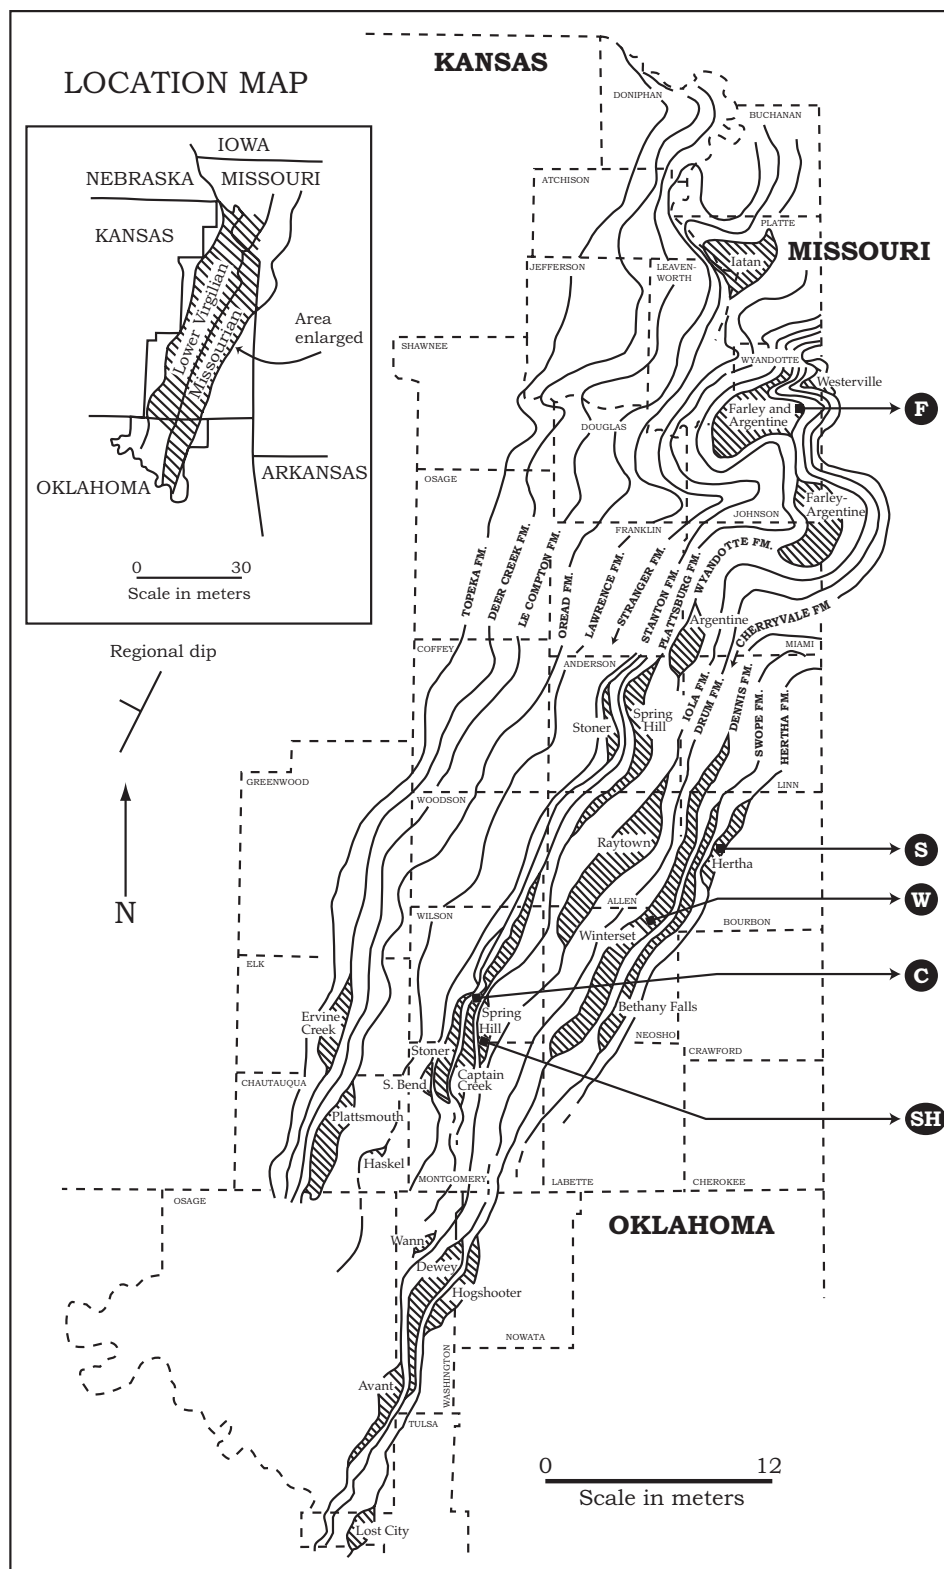 KANSAS
LOCATION MAP
DONIPHAN
BUCHANAN
IOWA
NEBRASKA
MISSOURI
KANSAS
Lower Virgilian
Missourian
Area
enlarged
OKLAHOMA
ARKANSAS
0 30
Scale in meters
ATCHISON
PLATTE
MISSOURI
Iatan
JEFFERSON
LEAVEN-
WORTH
SHAWNEE
WYANDOTTE
Westerville
Farley and
Argentine
F
DOUGLAS
OSAGE
Farley-
Argentine
JOHNSON
FRANKLIN
TOPEKA FM.
DEER CREEK FM.
LE COMPTON FM.
OREAD FM.
LAWRENCE FM.
STRANGER FM.
STANTON FM.
PLATTSBURG FM.
WYANDOTTE FM.
Argentine
CHERRYVALE FM
IOLA FM.
DRUM FM.
DENNIS FM.
SWOPE FM.
HERTHA FM.
MIAMI
Regional dip
COFFEY
ANDERSON
Stoner
Spring
Hill
GREENWOOD
WOODSON
LINN
N
Raytown
Hertha
S
ALLEN
W
WILSON
Winterset
BOURBON
ELK
C
Ervine
Creek
Spring
Hill
Bethany Falls
NEOSHO
CRAWFORD
Stoner
S. Bend
Captain
Creek
CHAUTAUQUA
Plattsmouth
SH
Haskel
MONTGOMERY
LABETTE
CHEROKEE
OSAGE
OKLAHOMA
Wann
Dewey
Hogshooter
NOWATA
WASHINGTON
Avant
TULSA
0 12
Scale in meters
Lost City